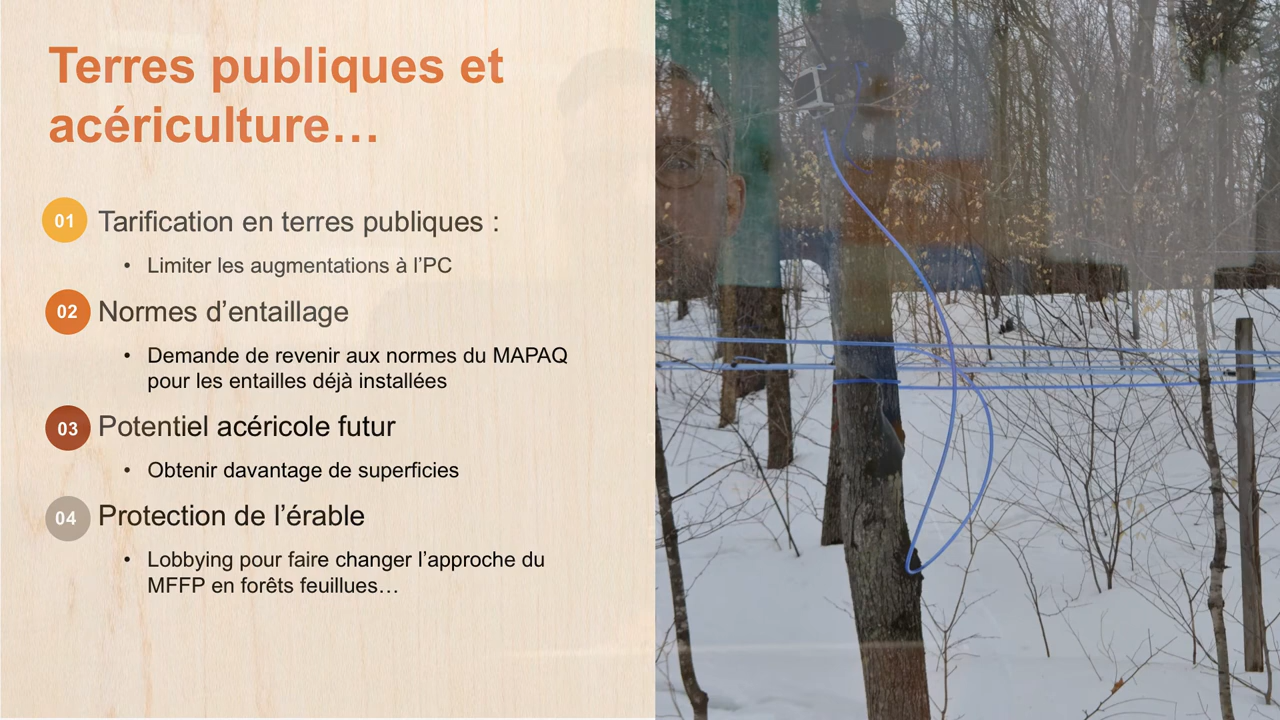 Terres publiques et
acériculture…
01 Tarification en terres publiques :
• Limiter les augmentations à l’PC
02 Normes d’entaillage
• Demande de revenir aux normes du MAPAQ
pour les entailles déjà installées
03 Potentiel acéricole futur
• Obtenir davantage de superficies
04 Protection de l’érable
• Lobbying pour faire changer l’approche du
MFFP en forêts feuillues…